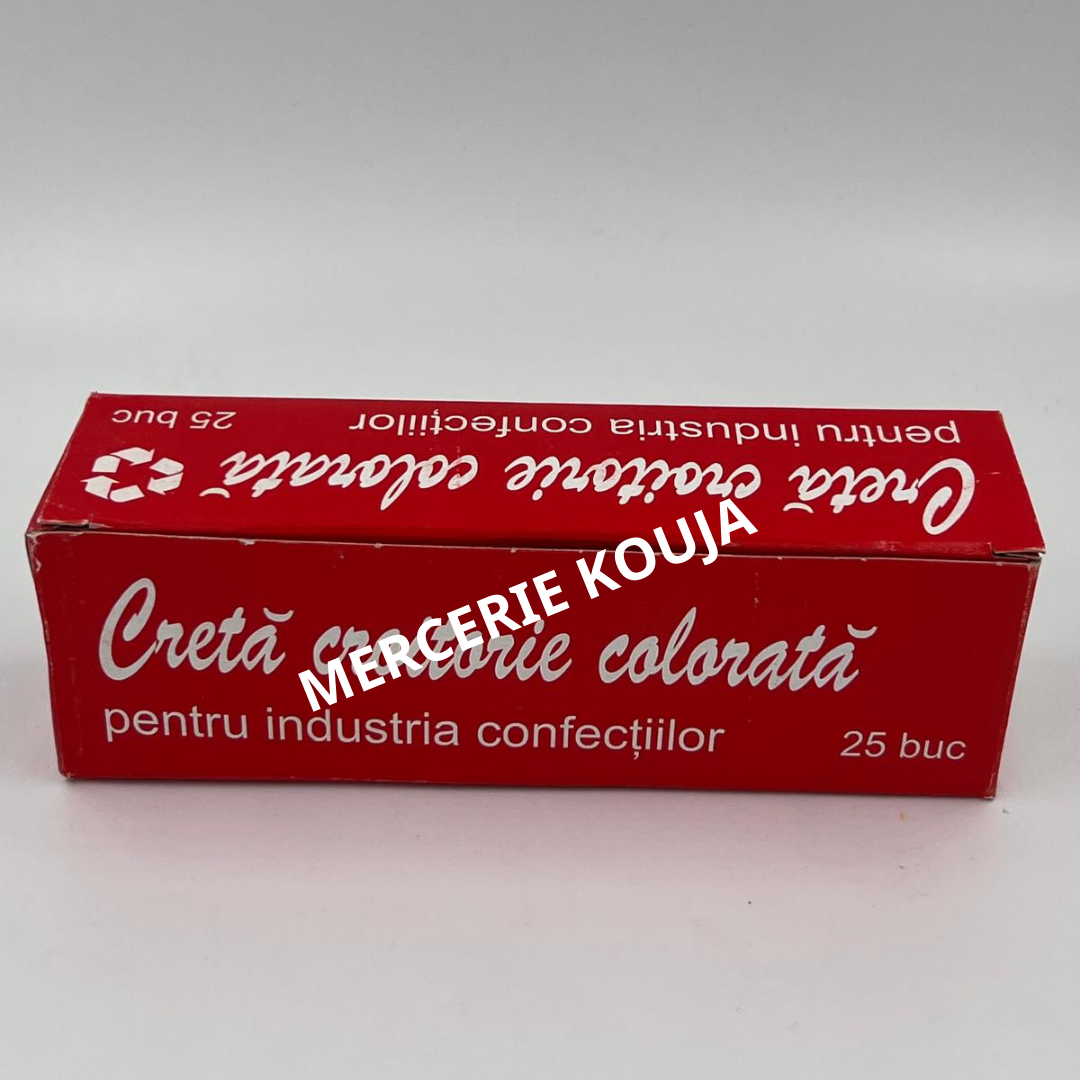 25 buc
pentru industria confecțiilor
Cretă croitorie colorată
MERCERIE KOUJA
Cretă croitorie colorată
pentru industria confecțiilor
25 buc